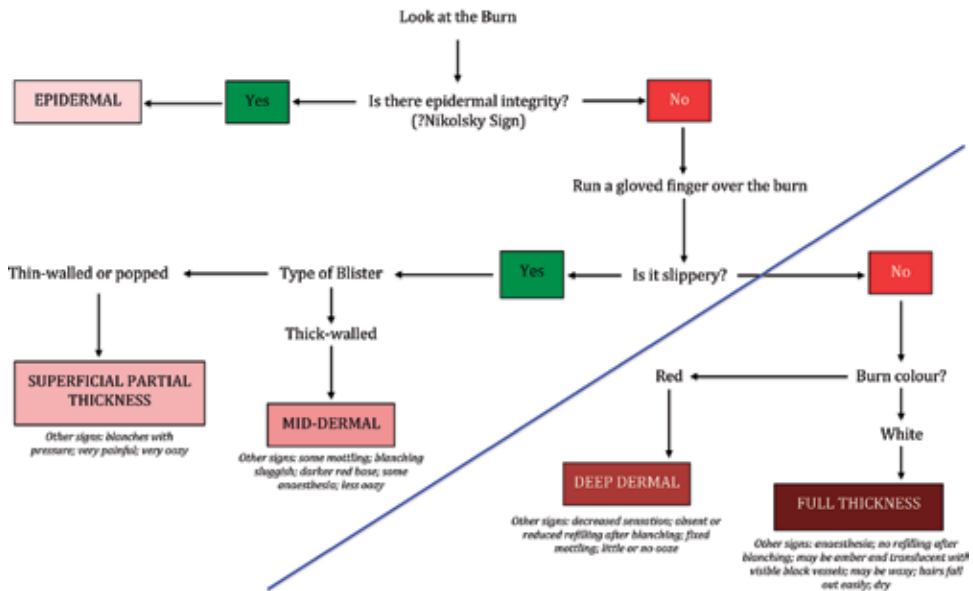 Look at the Burn
EPIDERMAL
Yes
Is there epidermal integrity?
(?Nikolsky Sign)
No
Run a gloved finger over the burn
Thin-walled or popped
Type of Blister
Yes
Is it slippery?
No
Thick-walled
SUPERFICIAL PARTIAL
THICKNESS
Other signs: blanches with
pressure; very painful; very oozy
MID-DERMAL
Other signs: some mottling; blanching
sluggish; darker red base; some
anaesthesia; less oozy
Red
Burn colour?
White
DEEP DERMAL
Other signs: decreased sensation; absent or
reduced refilling after blanching; fixed
mottling; little or no ooze
FULL THICKNESS
Other signs: anaesthesia; no refilling after
blanching; may be amber and translucent with
visible black vessels; may be waxy; hairs fall
out easily; dry